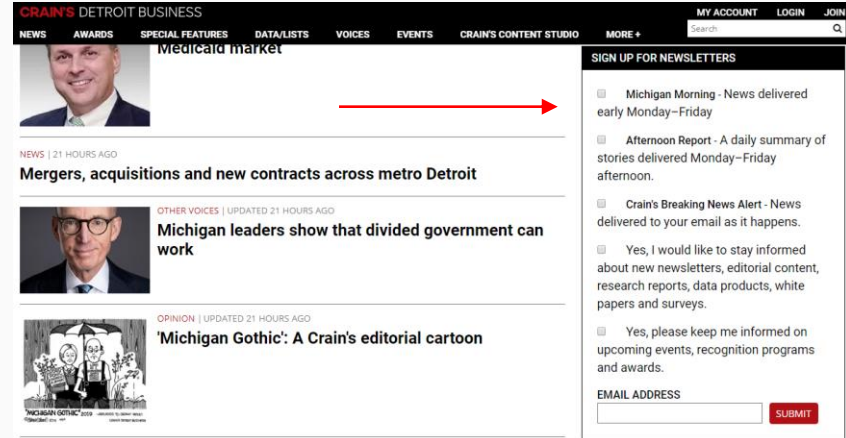 CRAIN'S DETROIT BUSINESS
MY ACCOUNT LOGIN JOIN
NEWS AWARDS SPECIAL FEATURES DATA/LISTS VOICES EVENTS CRAIN'S CONTENT STUDIO MORE +
Search
Medicaid market
NEWS | 21 HOURS AGO
Mergers, acquisitions and new contracts across metro Detroit
OTHER VOICES | UPDATED 21 HOURS AGO
Michigan leaders show that divided government can
work
OPINION | UPDATED 21 HOURS AGO
'Michigan Gothic': A Crain's editorial cartoon
"MICHIGAN GOTHIC" 2019
SIGN UP FOR NEWSLETTERS
Michigan Morning - News delivered
early Monday–Friday
Afternoon Report - A daily summary of
stories delivered Monday–Friday
afternoon.
Crain's Breaking News Alert - News
delivered to your email as it happens.
Yes, I would like to stay informed
about new newsletters, editorial content,
research reports, data products, white
papers and surveys.
Yes, please keep me informed on
upcoming events, recognition programs
and awards.
EMAIL ADDRESS
SUBMIT